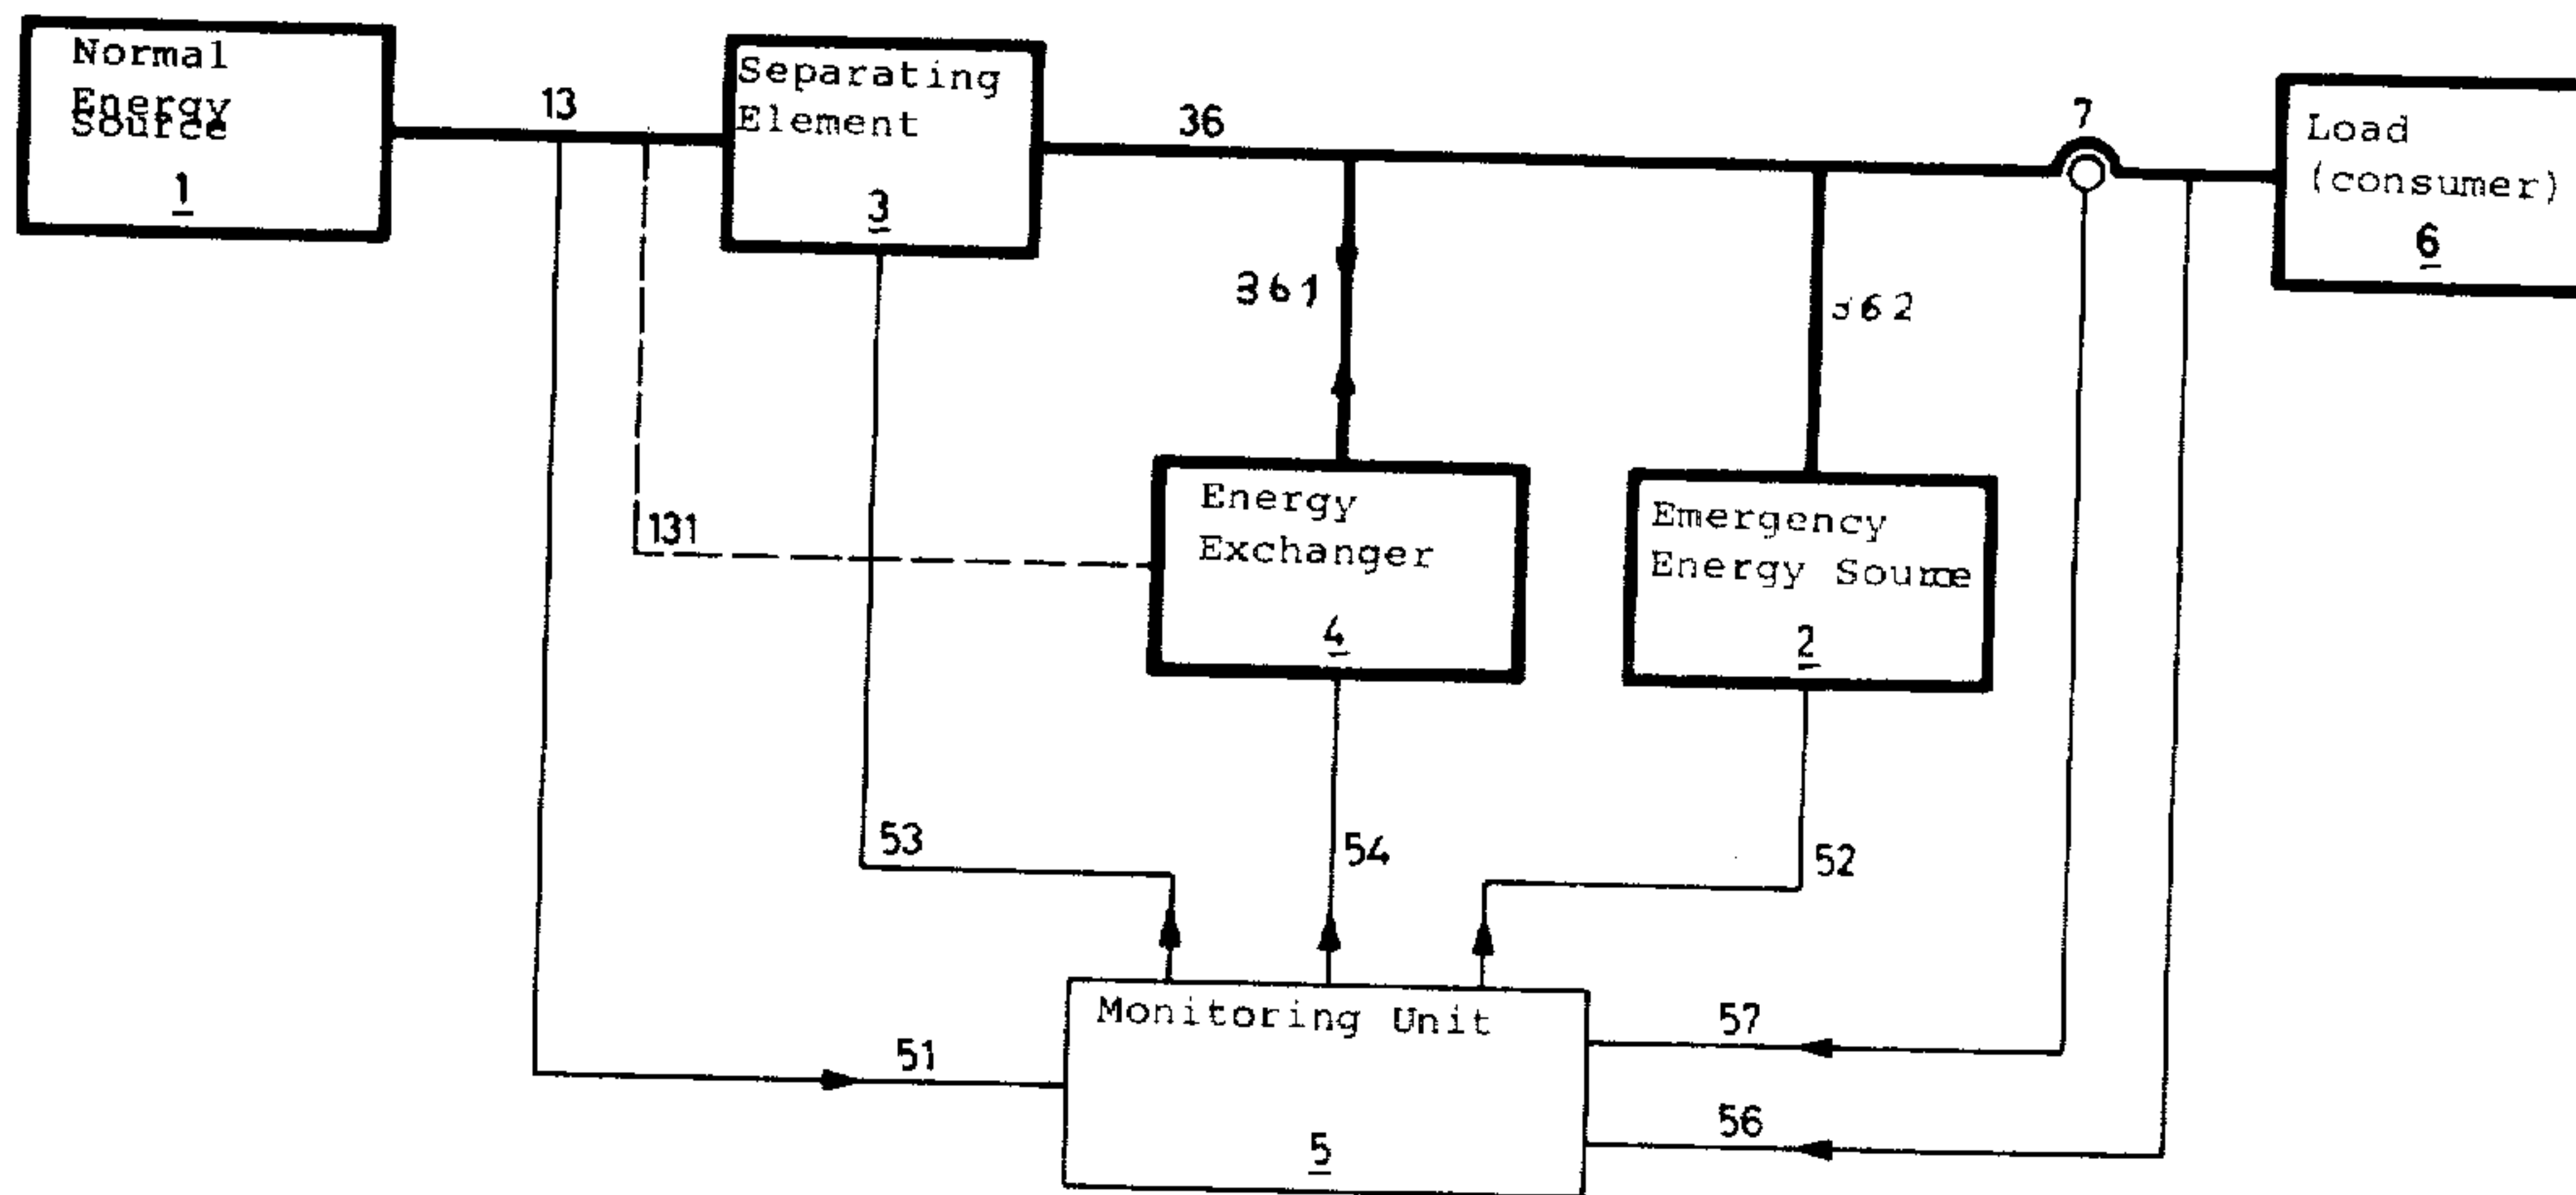 Normal
Energy
Source
1
13
Separating
Element
3
36
7
Load
(consumer)
6
361
362
131
Energy
Exchanger
4
Emergency
Energy Source
2
53
54
52
Monitoring Unit
5
51
57
56